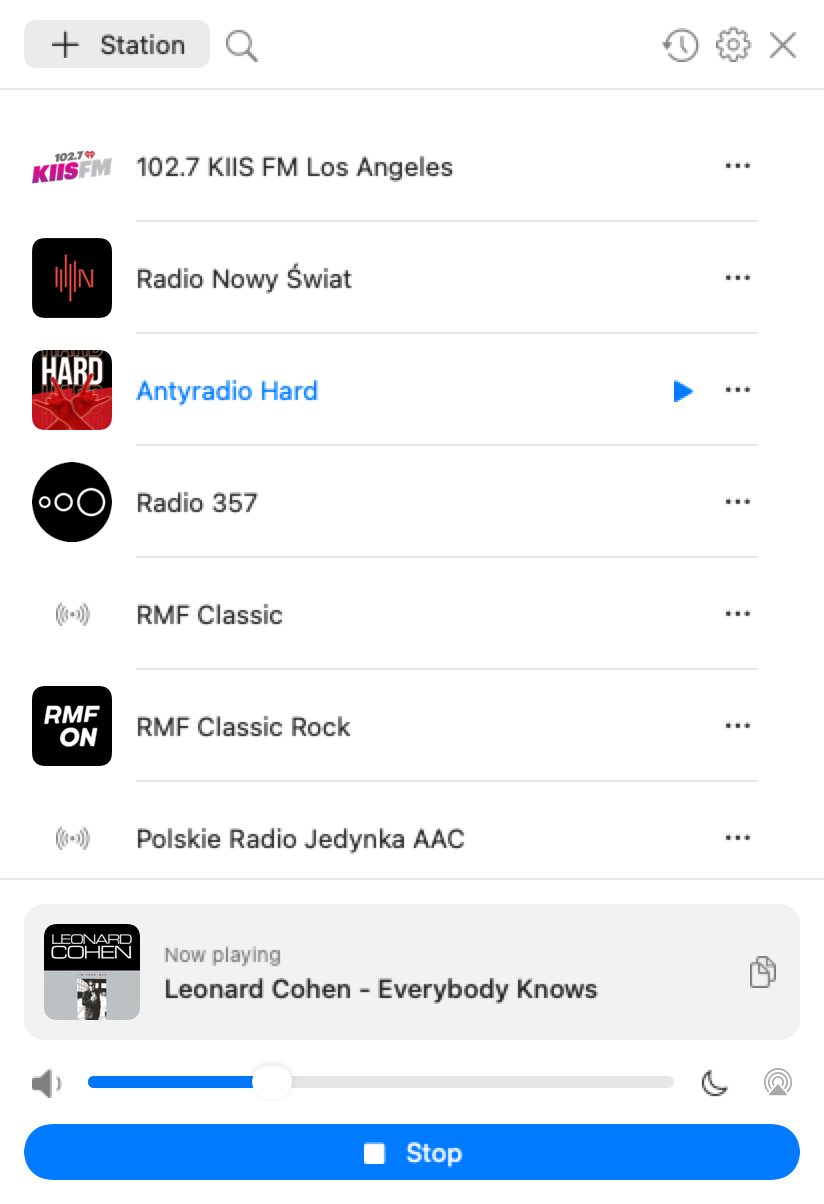 Station
102.7
KIIS FM
102.7 KIIS FM Los Angeles
N
Radio Nowy Świat
HARD
Antyradio Hard
Radio 357
RMF Classic
RMF
ON
RMF Classic Rock
Polskie Radio Jedynka AAC
LEONARD
COHEN
Now playing
Leonard Cohen - Everybody Knows
Stop